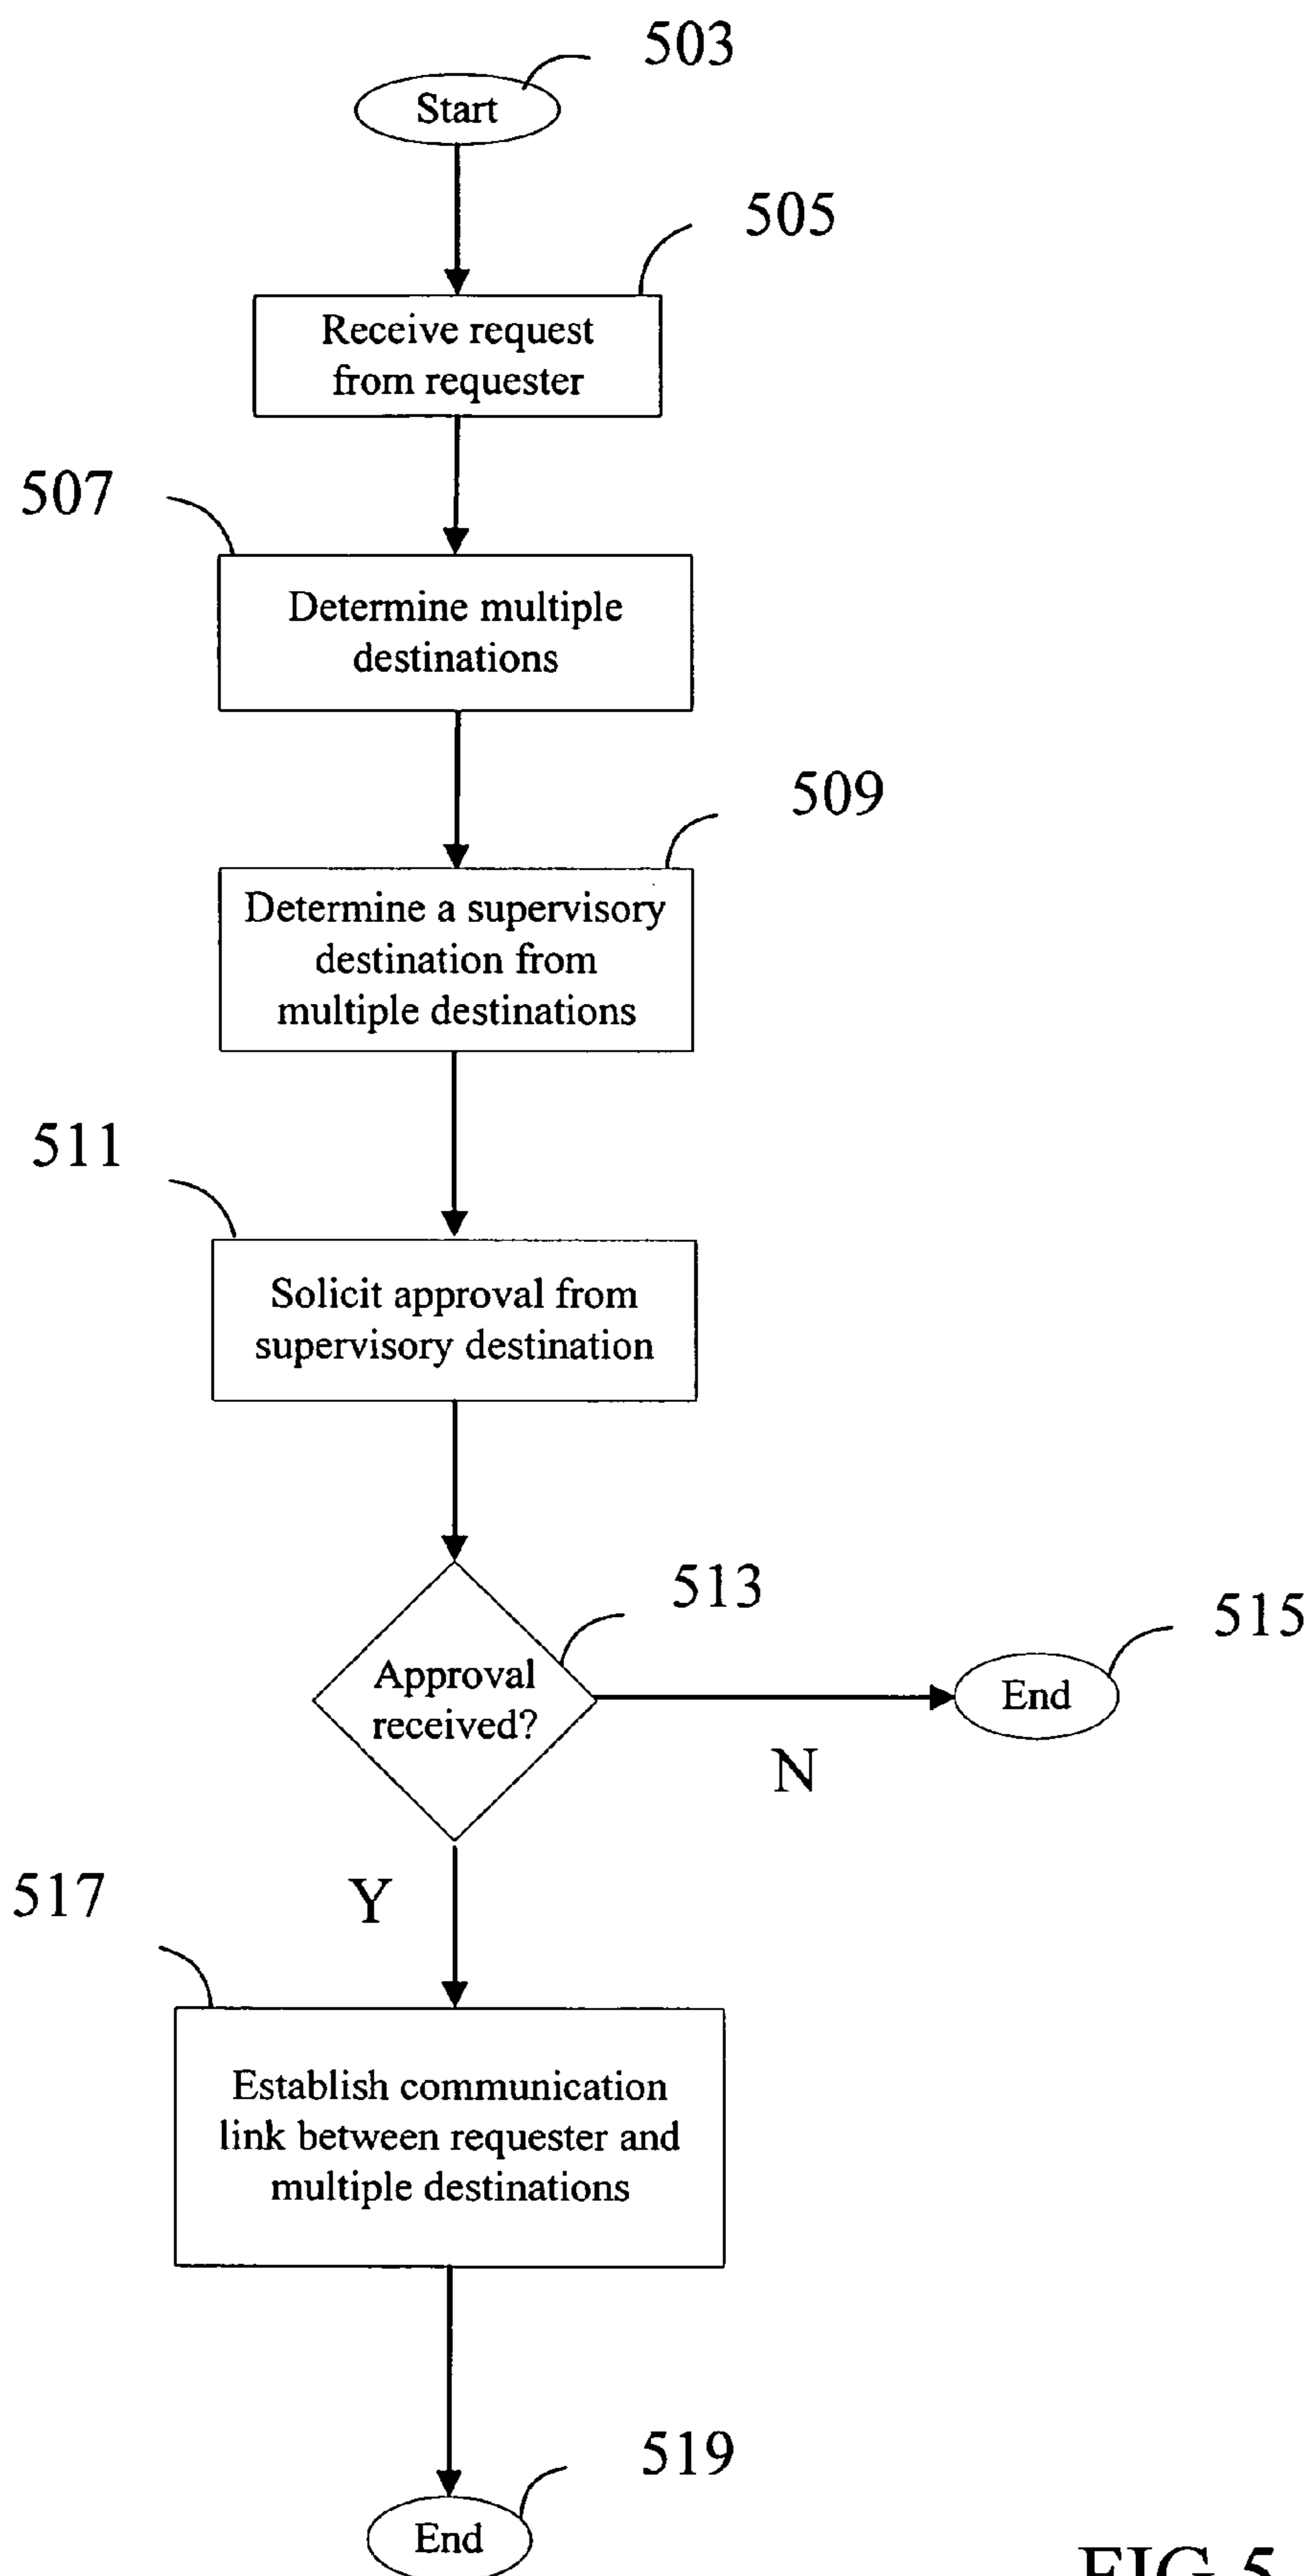 503
Start
505
Receive request
from requester
507
Determine multiple
destinations
509
Determine a supervisory
destination from
multiple destinations
511
Solicit approval from
supervisory destination
513
Approval
received?
515
End
N
Y
517
Establish communication
link between requester and
multiple destinations
519
End
FIG.5